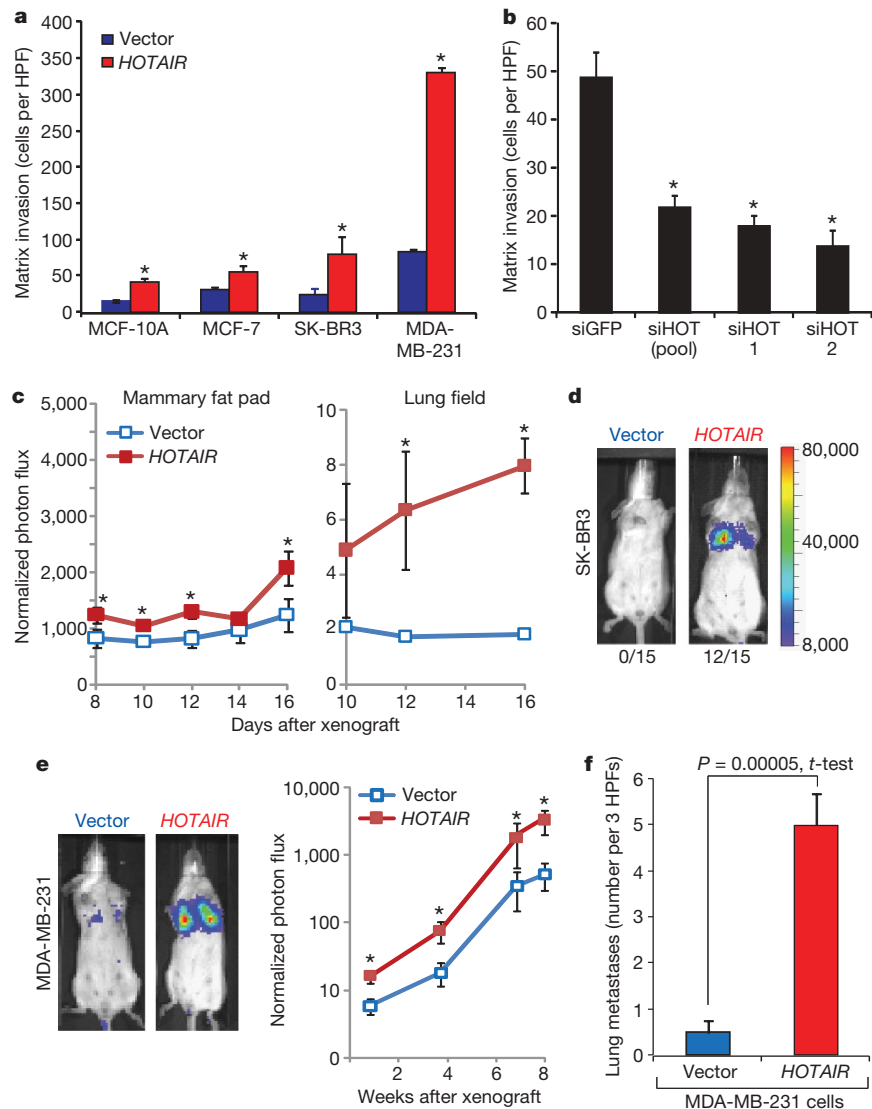 a
Matrix invasion (cells per HPF)
400
350
300
250
200
150
100
50
0
Vector
HOTAIR
*
*
*
*
MCF-10A
MCF-7
SK-BR3
MDA-
MB-231
b
Matrix invasion (cells per HPF)
60
50
40
30
20
10
0
*
*
*
siGFP
siHOT
(pool)
siHOT
1
siHOT
2
c
Mammary fat pad
Normalized photon flux
5,000
4,000
3,000
2,000
1,000
0
Vector
HOTAIR
*
*
*
*
8
10
12
14
16
Lung field
10
8
6
4
2
0
*
*
10
12
14
16
Days after xenograft
d
Vector
HOTAIR
SK-BR3
0/15
12/15
80,000
40,000
8,000
e
Vector
HOTAIR
MDA-MB-231
Normalized photon flux
10,000
1,000
100
10
0
Vector
HOTAIR
*
*
*
*
2
4
6
8
Weeks after xenograft
f
P = 0.00005, t-test
Lung metastases (number per 3 HPFs)
6
5
4
3
2
1
0
Vector
HOTAIR
MDA-MB-231 cells